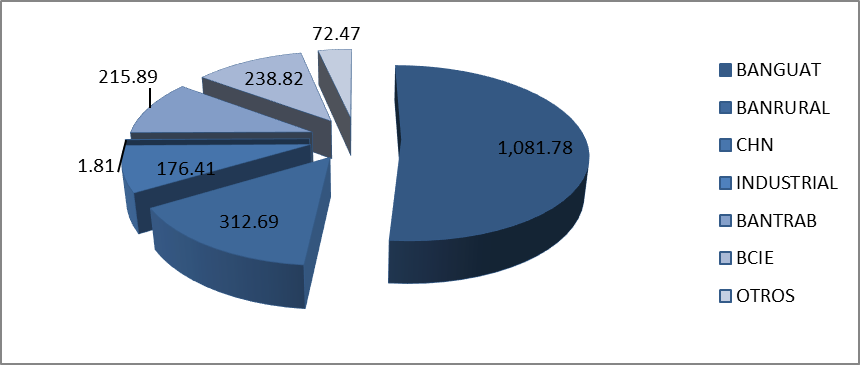 72.47
215.89
238.82
1,081.78
1.81
176.41
312.69
BANGUAT
BANRURAL
CHN
INDUSTRIAL
BANTRAB
BCIE
OTROS